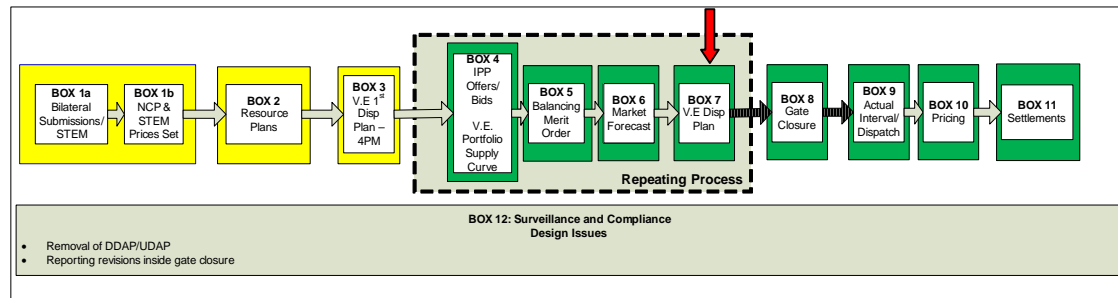 BOX 1a
Bilateral
Submissions/
STEM
BOX 1b
NCP &
STEM
Prices Set
BOX 2
Resource
Plans
BOX 3
V.E 1st
Disp
Plan –
4PM
BOX 4
IPP
Offers/
Bids
V.E.
Portfolio
Supply
Curve
BOX 5
Balancing
Merit
Order
BOX 6
Market
Forecast
BOX 7
V.E Disp
Plan
Repeating Process
BOX 8
Gate
Closure
BOX 9
Actual
Interval/
Dispatch
BOX 10
Pricing
BOX 11
Settlements
BOX 12: Surveillance and Compliance
Design Issues
• Removal of DDAP/UDAP
• Reporting revisions inside gate closure